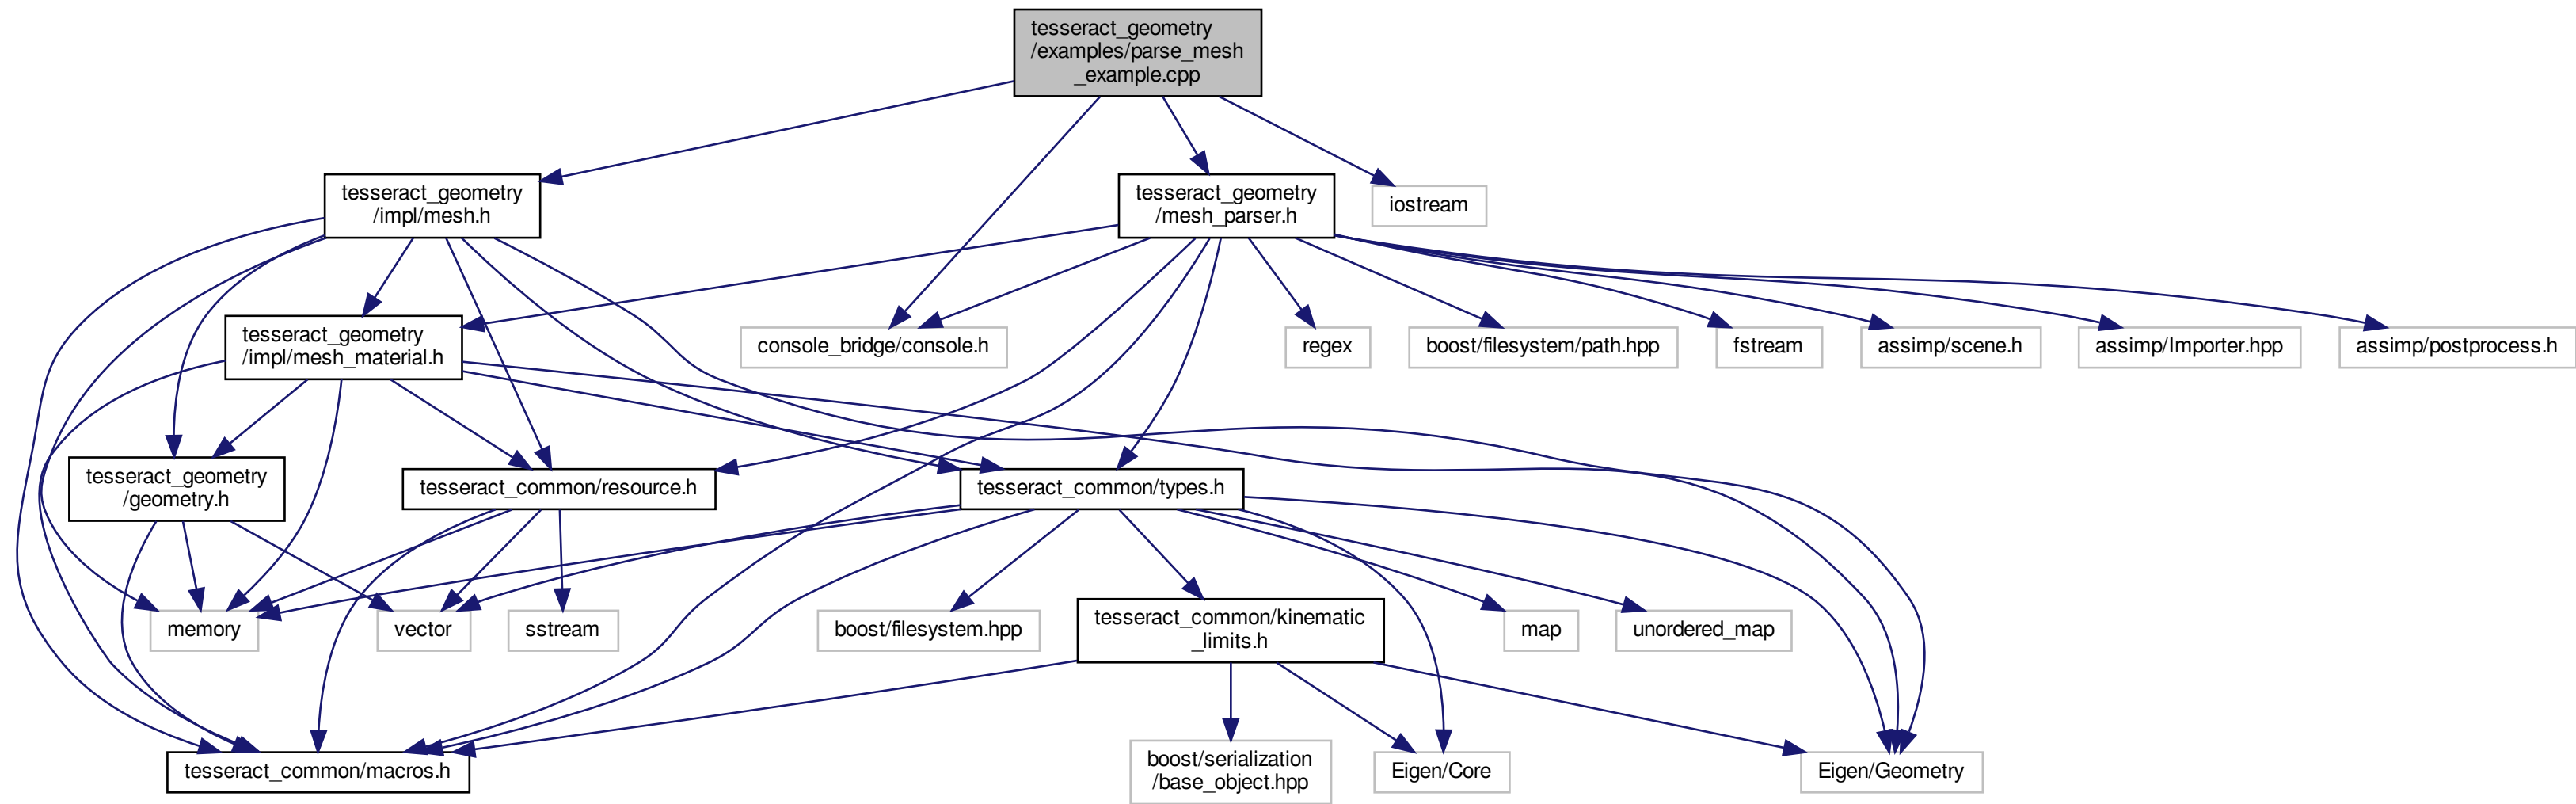 tesseract_geometry
/examples/parse_mesh
_example.cpp
tesseract_geometry
/impl/mesh.h
tesseract_geometry
/mesh_parser.h
iostream
tesseract_geometry
/impl/mesh_material.h
console_bridge/console.h
regex
boost/filesystem/path.hpp
fstream
assimp/scene.h
assimp/Importer.hpp
assimp/postprocess.h
tesseract_geometry
/geometry.h
tesseract_common/resource.h
tesseract_common/types.h
memory
vector
sstream
boost/filesystem.hpp
tesseract_common/kinematic
_limits.h
map
unordered_map
tesseract_common/macros.h
boost/serialization
/base_object.hpp
Eigen/Core
Eigen/Geometry